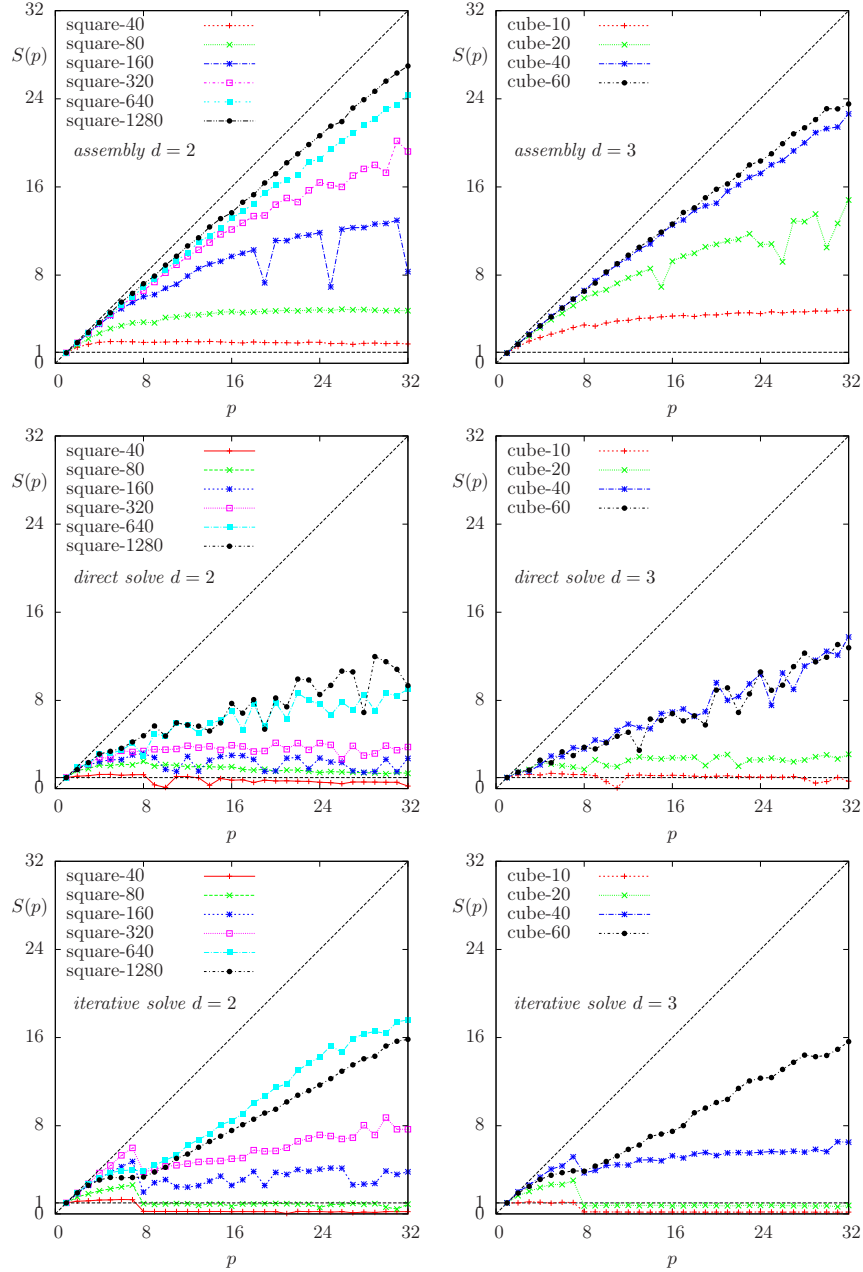 32
24
16
8
1
0
S(p)
square-40
square-80
square-160
square-320
square-640
square-1280
assembly d = 2
0
8
16
24
32
p
32
24
16
8
1
0
S(p)
cube-10
cube-20
cube-40
cube-60
assembly d = 3
0
8
16
24
32
p
32
24
16
8
1
0
S(p)
square-40
square-80
square-160
square-320
square-640
square-1280
direct solve d = 2
0
8
16
24
32
p
32
24
16
8
1
0
S(p)
cube-10
cube-20
cube-40
cube-60
direct solve d = 3
0
8
16
24
32
p
32
24
16
8
1
0
S(p)
square-40
square-80
square-160
square-320
square-640
square-1280
iterative solve d = 2
0
8
16
24
32
p
32
24
16
8
1
0
S(p)
cube-10
cube-20
cube-40
cube-60
iterative solve d = 3
0
8
16
24
32
p